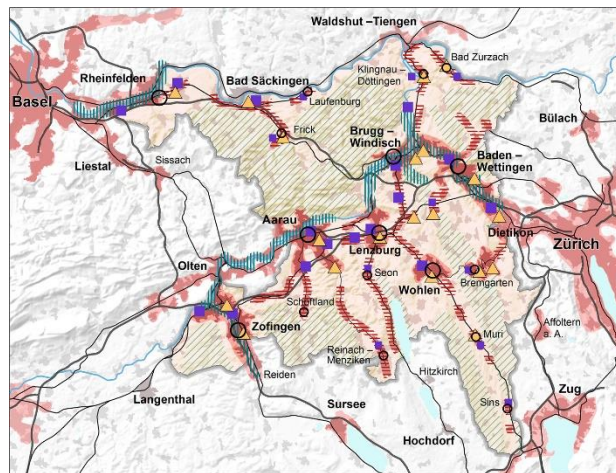 Waldshut –Tiengen
Klingnau –
Döttingen
Bad Zurzach
Rheinfelden
Bad Säckingen
Basel
Laufenburg
Frick
Bülach
Brugg –
Windisch
Liestal
Sissach
Baden –
Wettingen
Aarau
Lenzburg
Dietikon
Zürich
Olten
Seon
Wohlen
Bremgarten
Schöftland
Zofingen
Muri
Affoltern
a. A.
Reinach –
Menziken
Reiden
Hitzkirch
Langenthal
Sursee
Sins
Zug
Hochdorf